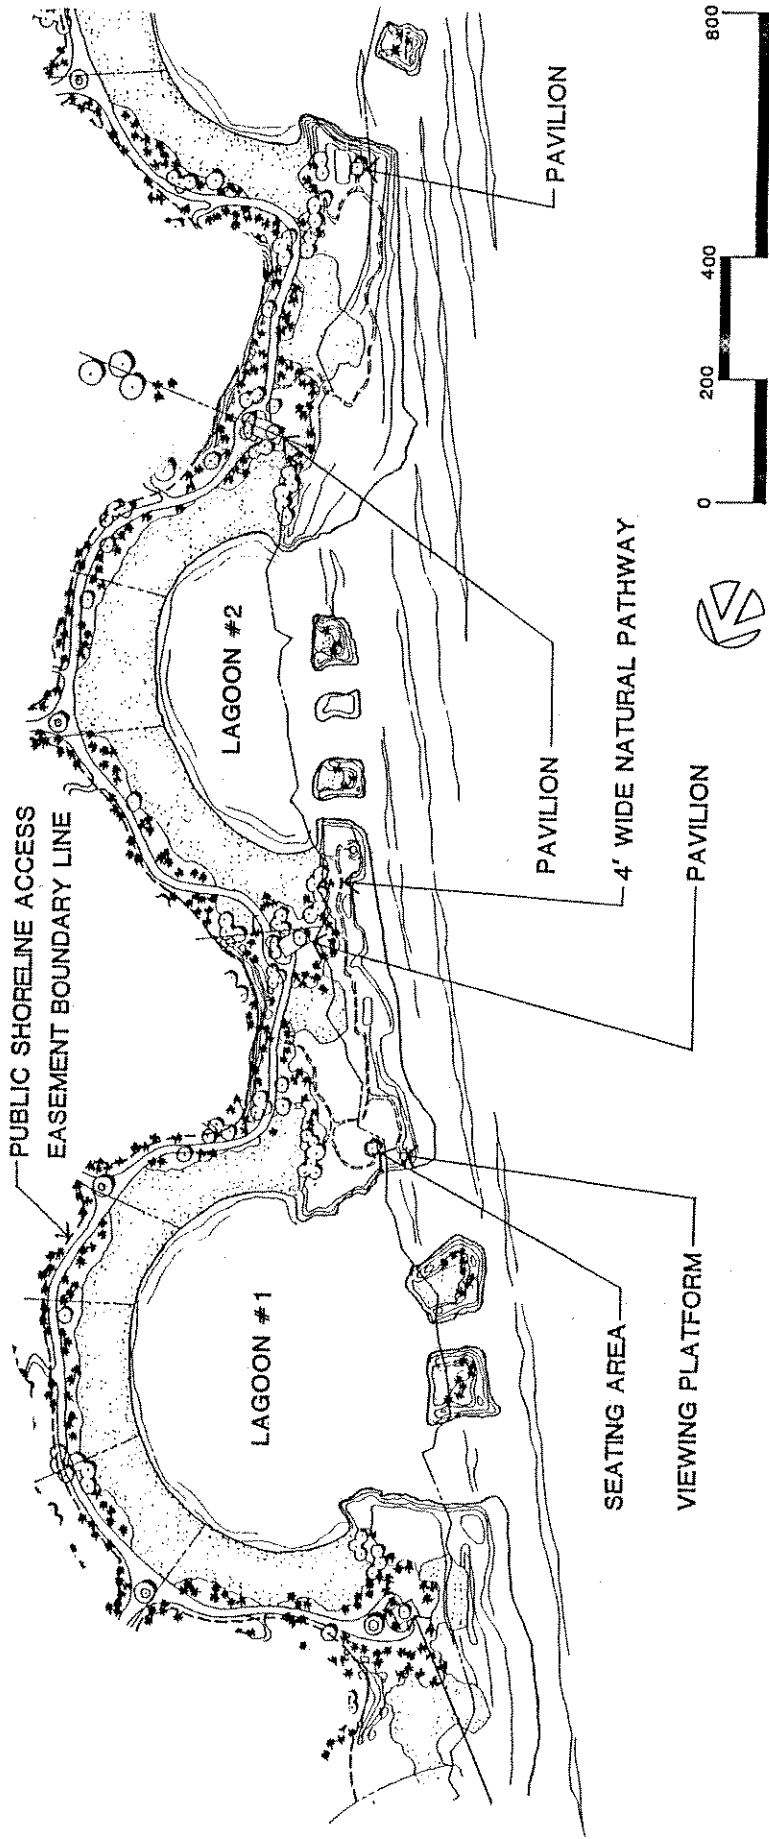 PUBLIC SHORELINE ACCESS
EASEMENT BOUNDARY LINE
LAGOON #1
LAGOON #2
SEATING AREA
VIEWING PLATFORM
PAVILION
4' WIDE NATURAL PATHWAY
PAVILION
PAVILION
0
200
400
800